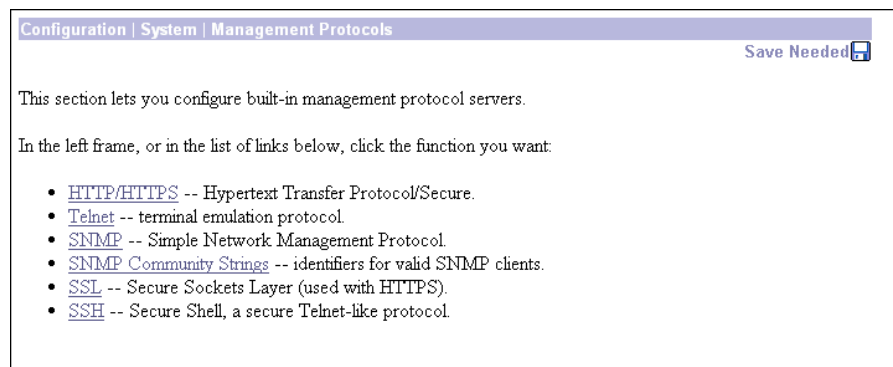 Configuration | System | Management Protocols
Save Needed
This section lets you configure built-in management protocol servers.
In the left frame, or in the list of links below, click the function you want:
• HTTP/HTTPS -- Hypertext Transfer Protocol/Secure.
• Telnet -- terminal emulation protocol.
• SNMP -- Simple Network Management Protocol.
• SNMP Community Strings -- identifiers for valid SNMP clients.
• SSL -- Secure Sockets Layer (used with HTTPS).
• SSH -- Secure Shell, a secure Telnet-like protocol.